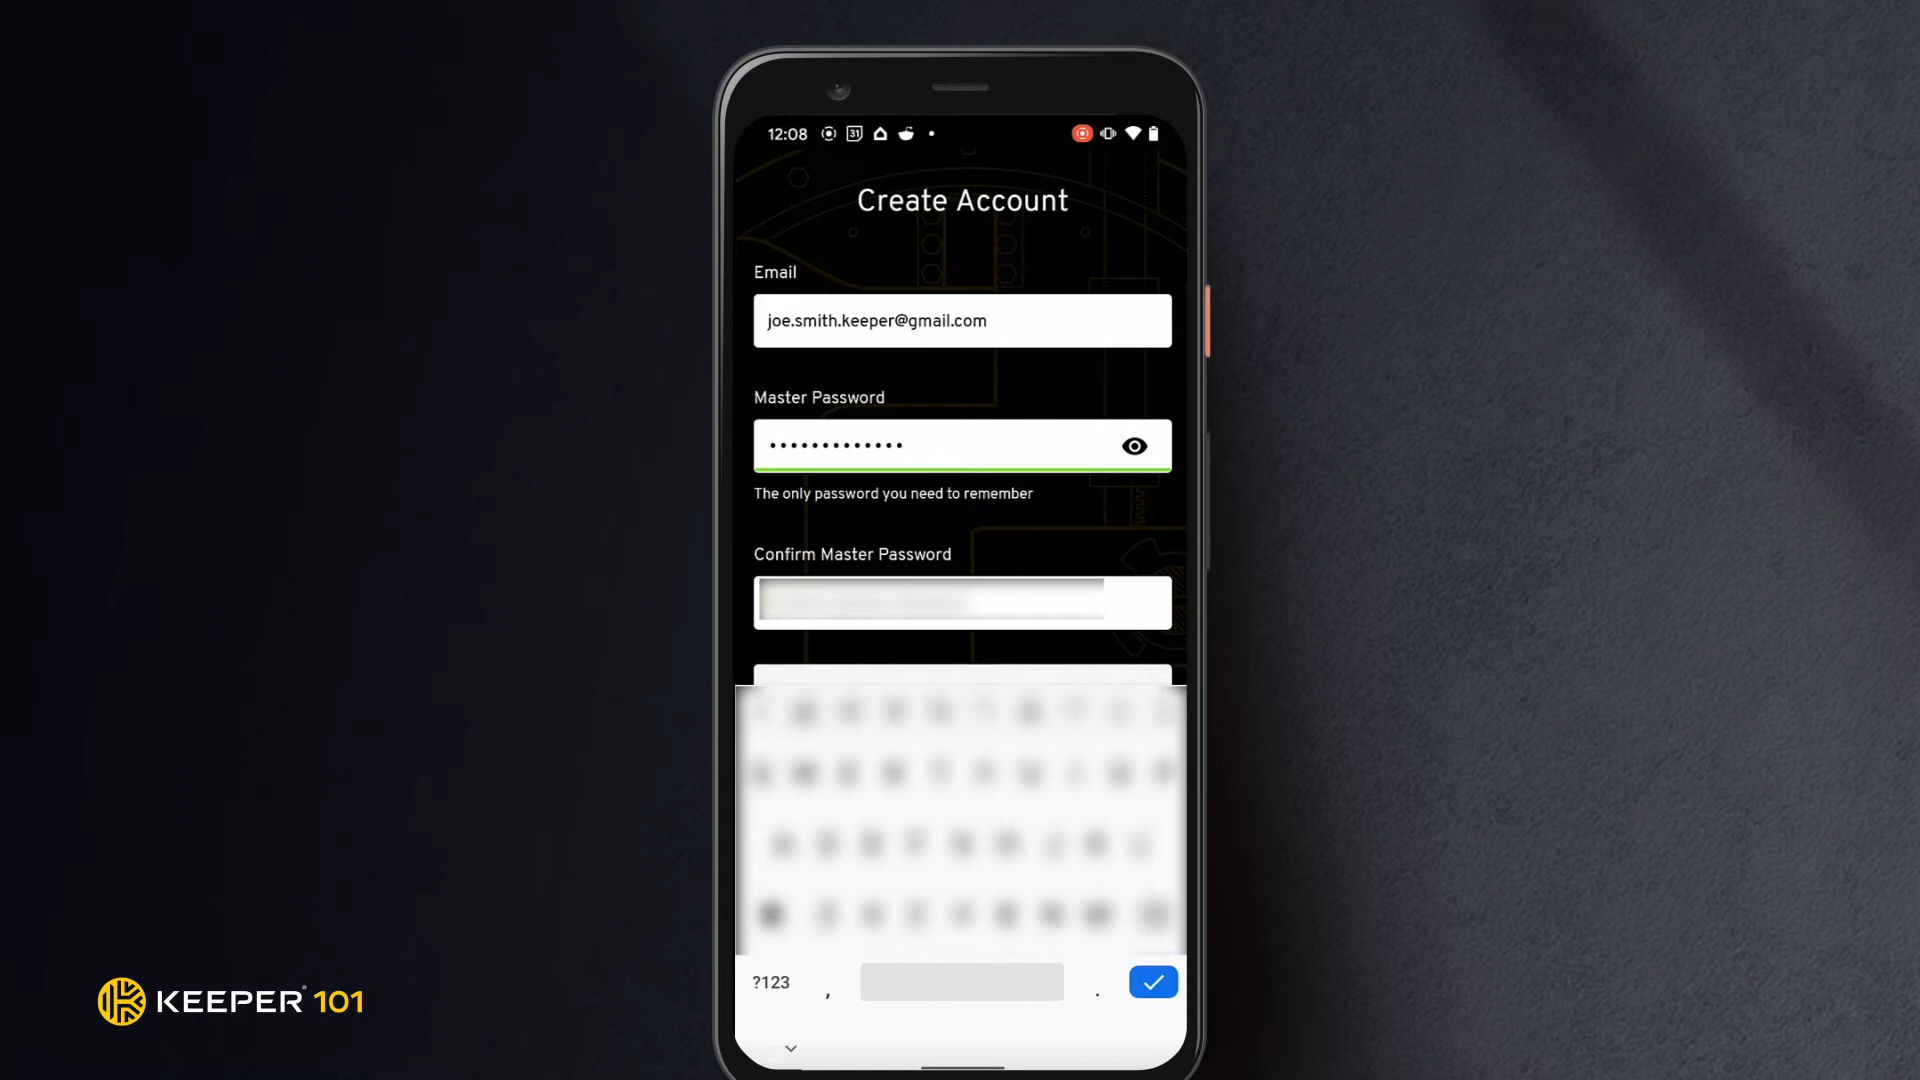 12:08
31
Create Account
Email
joe.smith.keeper@gmail.com
Master Password
•••••••••••••
The only password you need to remember
Confirm Master Password
?123 , .
KEEPER® 101